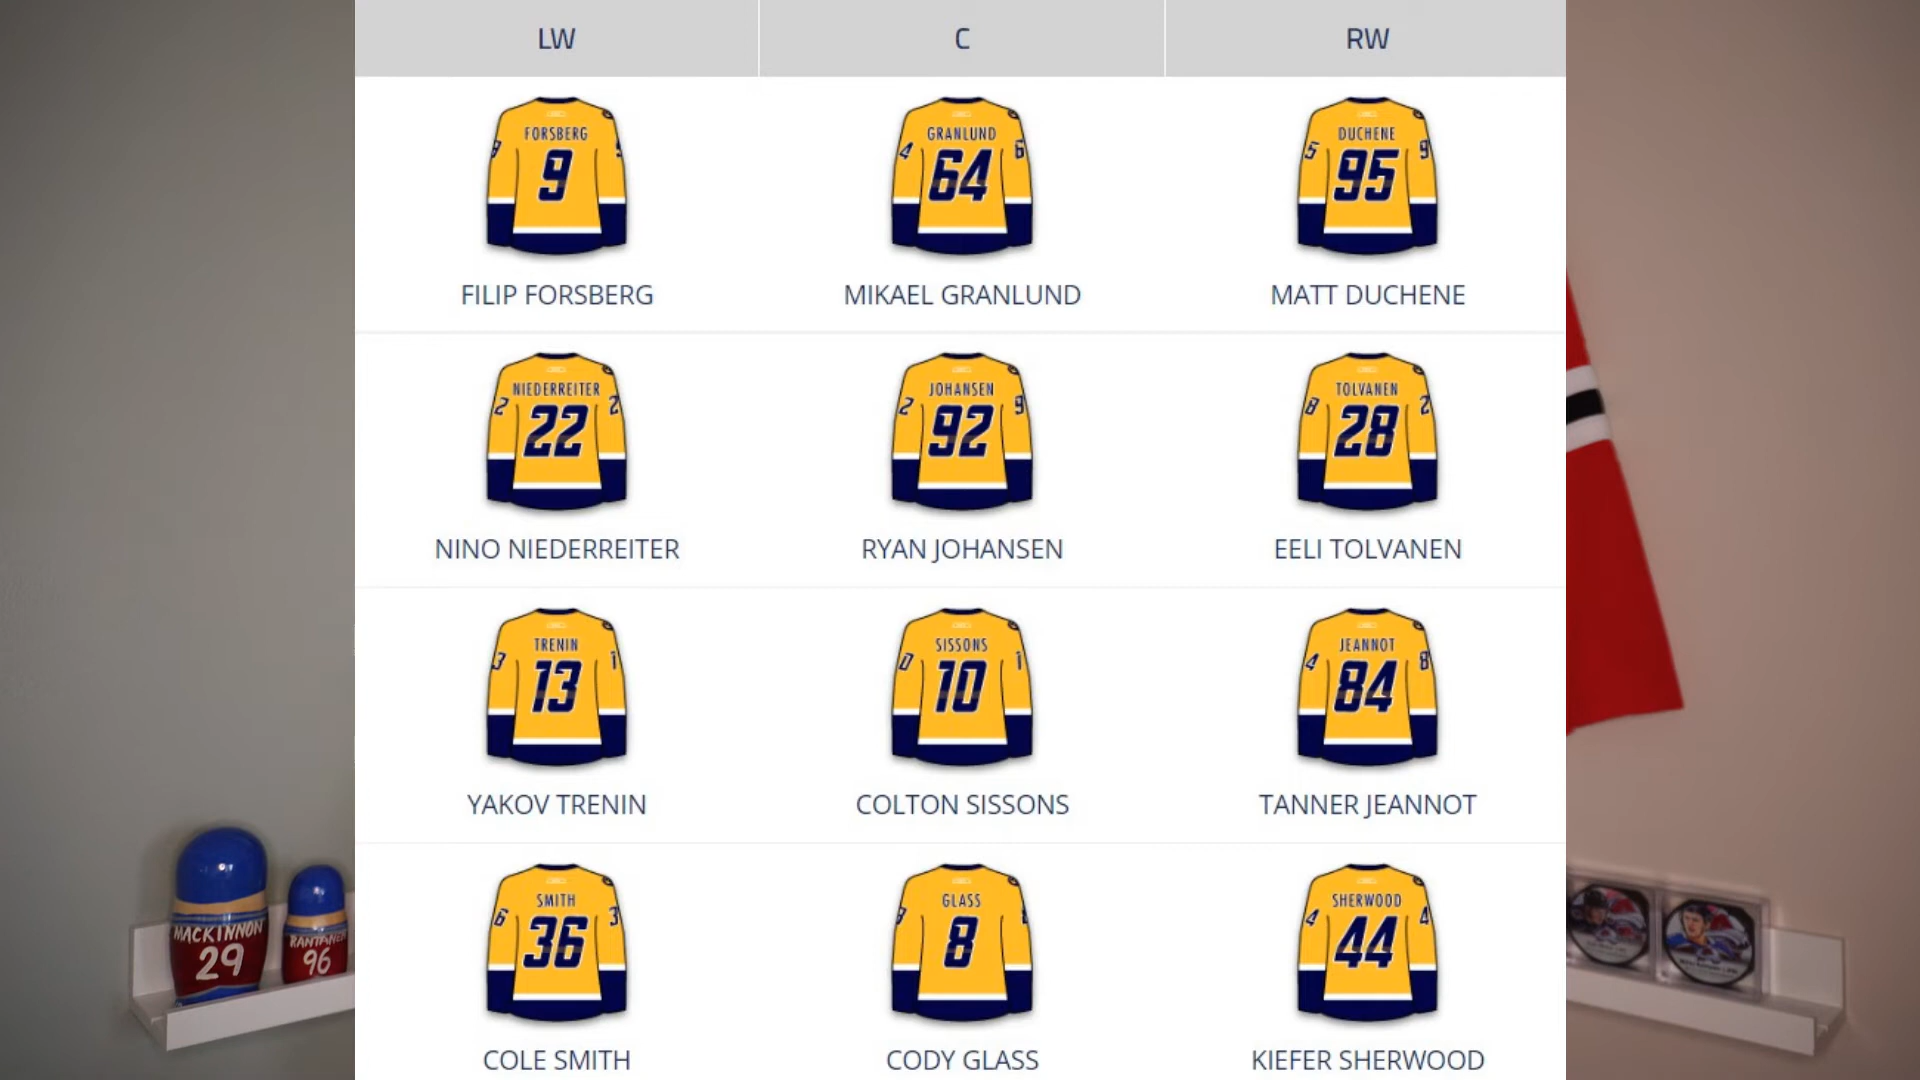 LW C RW
FORSBERG GRANLUND DUCHENE
9 64 95
FILIP FORSBERG MIKAEL GRANLUND MATT DUCHENE
NIEDERREITER JOHANSEN TOLVANEN
22 92 28
NINO NIEDERREITER RYAN JOHANSEN EELI TOLVANEN
TRENIN SISSONS JEANNOT
13 10 84
YAKOV TRENIN COLTON SISSONS TANNER JEANNOT
SMITH GLASS SHERWOOD
36 8 44
COLE SMITH CODY GLASS KIEFER SHERWOOD
MACKINNON
29
RANTANEN
96